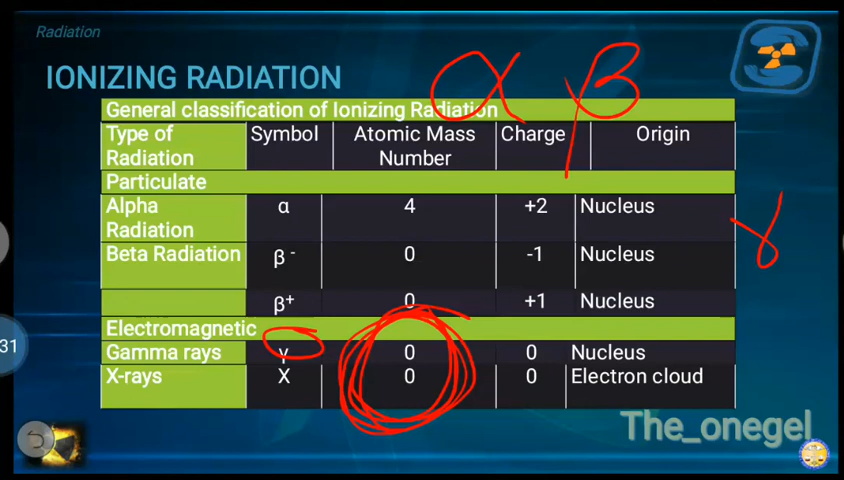 Radiation
IONIZING RADIATION
α β
General classification of Ionizing Radiation
Type of Radiation Symbol Atomic Mass Number Charge Origin
Particulate
Alpha Radiation α 4 +2 Nucleus
γ
Beta Radiation β - 0 -1 Nucleus
β+ 0 +1 Nucleus
Electromagnetic
Gamma rays γ 0 0 Nucleus
X-rays X 0 0 Electron cloud
31
The_onegel